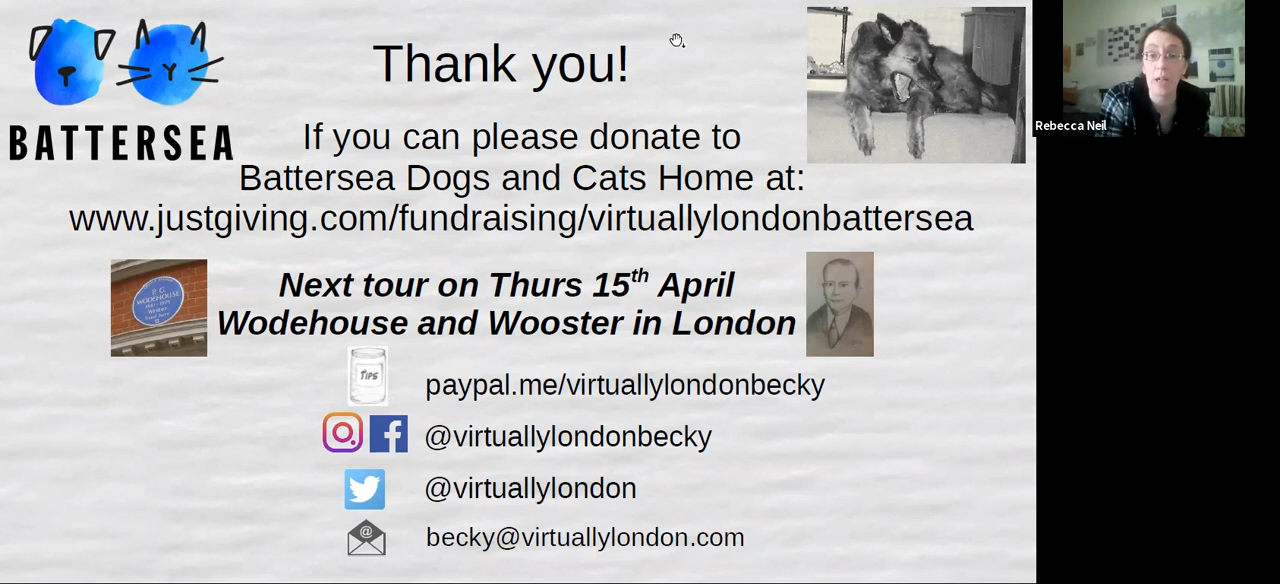 BATTERSEA
Thank you!
If you can please donate to
Battersea Dogs and Cats Home at:
www.justgiving.com/fundraising/virtuallylondonbattersea
P. G.
WODEHOUSE
Next tour on Thurs 15th April
Wodehouse and Wooster in London
TIPS
paypal.me/virtuallylondonbecky
@virtuallylondonbecky
@virtuallylondon
@
becky@virtuallylondon.com
Rebecca Neil